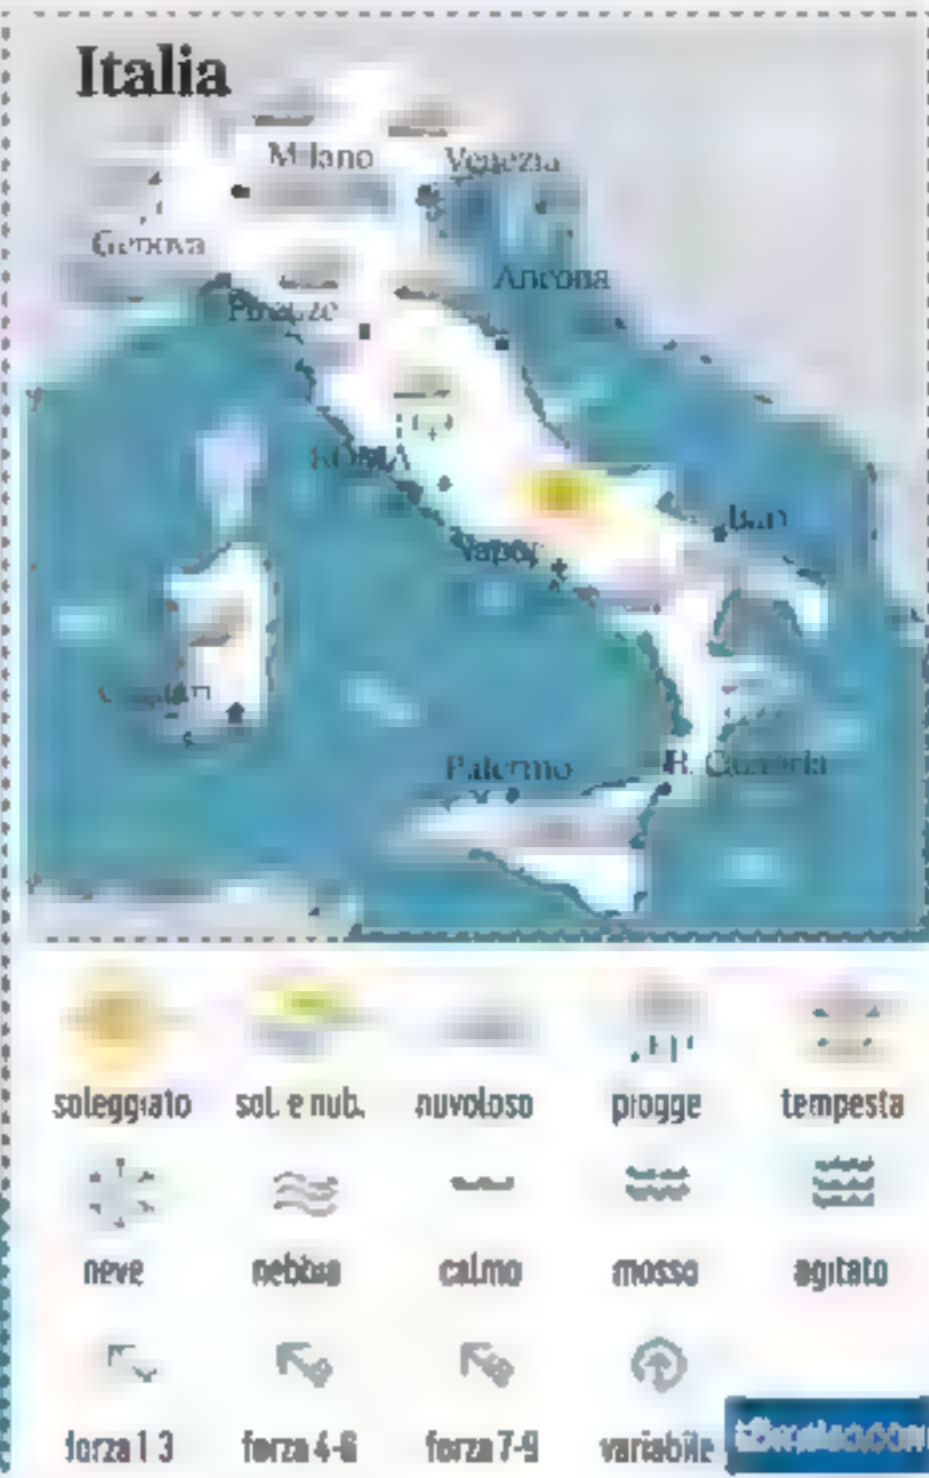 Italia
Milano
Venezia
Genova
Ancona
Firenze
ROMA
Bari
Napoli
Cagliari
Palermo
R. Calabria
soleggiato sol. e nub. nuvoloso piogge tempesta
neve nebbia calmo mosso agitato
forza 1-3 forza 4-6 forza 7-9 variabile